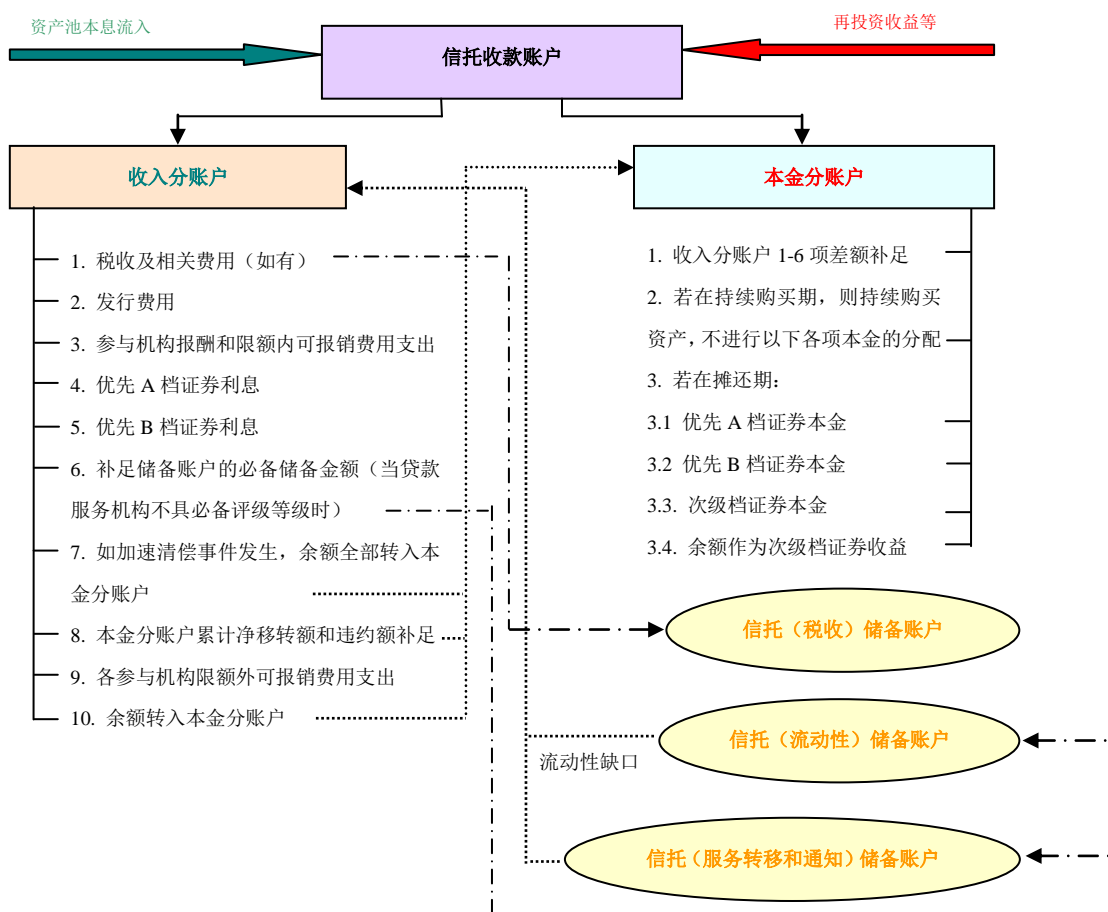 资产池本息流入
再投资收益等
信托收款账户
收入分账户
本金分账户
1. 税收及相关费用（如有）
2. 发行费用
3. 参与机构报酬和限额内可报销费用支出
4. 优先 A 档证券利息
5. 优先 B 档证券利息
6. 补足储备账户的必备储备金额（当贷款
服务机构不具必备评级等级时）
7. 如加速清偿事件发生，余额全部转入本
金分账户
8. 本金分账户累计净移转额和违约额补足
9. 各参与机构限额外可报销费用支出
10. 余额转入本金分账户
1. 收入分账户 1-6 项差额补足
2. 若在持续购买期，则持续购买
资产，不进行以下各项本金的分配
3. 若在摊还期：
3.1 优先 A 档证券本金
3.2 优先 B 档证券本金
3.3. 次级档证券本金
3.4. 余额作为次级档证券收益
信托（税收）储备账户
信托（流动性）储备账户
流动性缺口
信托（服务转移和通知）储备账户